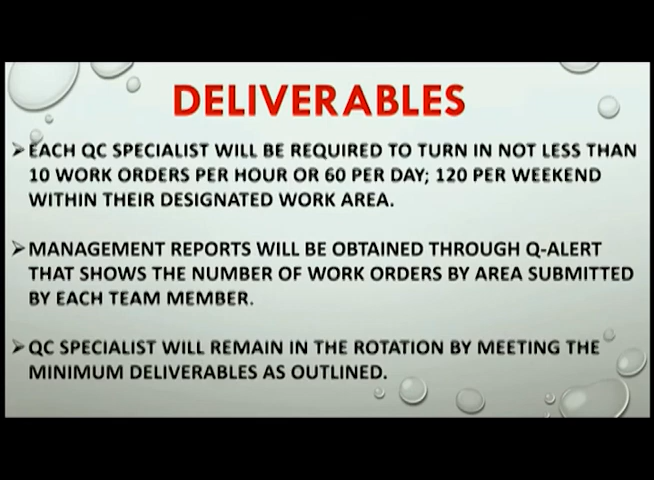 DELIVERABLES
EACH QC SPECIALIST WILL BE REQUIRED TO TURN IN NOT LESS THAN
10 WORK ORDERS PER HOUR OR 60 PER DAY; 120 PER WEEKEND
WITHIN THEIR DESIGNATED WORK AREA.
MANAGEMENT REPORTS WILL BE OBTAINED THROUGH Q-ALERT
THAT SHOWS THE NUMBER OF WORK ORDERS BY AREA SUBMITTED
BY EACH TEAM MEMBER.
QC SPECIALIST WILL REMAIN IN THE ROTATION BY MEETING THE
MINIMUM DELIVERABLES AS OUTLINED.